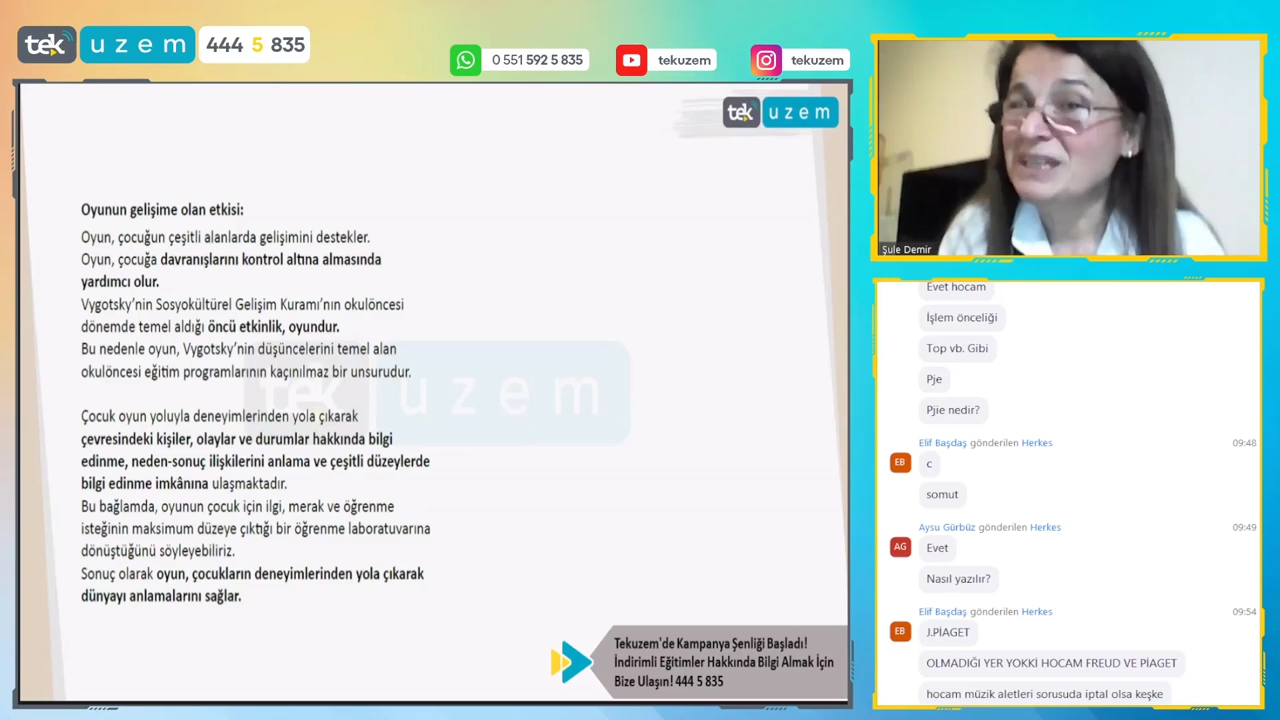 tek uzem 444 5 835
0 551 592 5 835
tekuzem
tekuzem
tek uzem
Oyunun gelişime olan etkisi:
Oyun, çocuğun çeşitli alanlarda gelişimini destekler.
Oyun, çocuğa davranışlarını kontrol altına almasında
yardımcı olur.
Vygotsky'nin Sosyokültürel Gelişim Kuramı'nın okulöncesi
dönemde temel aldığı öncü etkinlik, oyundur.
Bu nedenle oyun, Vygotsky'nin düşüncelerini temel alan
okulöncesi eğitim programlarının kaçınılmaz bir unsurudur.
tek uzem
Çocuk oyun yoluyla deneyimlerinden yola çıkarak
çevresindeki kişiler, olaylar ve durumlar hakkında bilgi
edinme, neden-sonuç ilişkilerini anlama ve çeşitli düzeylerde
bilgi edinme imkânına ulaşmaktadır.
Bu bağlamda, oyunun çocuk için ilgi, merak ve öğrenme
isteğinin maksimum düzeye çıktığı bir öğrenme laboratuvarına
dönüştüğünü söyleyebiliriz.
Sonuç olarak oyun, çocukların deneyimlerinden yola çıkarak
dünyayı anlamalarını sağlar.
Tekuzem'de Kampanya Şenliği Başladı!
İndirimli Eğitimler Hakkında Bilgi Almak İçin
Bize Ulaşın! 444 5 835
Şule Demir
Evet hocam
İşlem önceliği
Top vb. Gibi
Pje
Pjie nedir?
Elif Başdaş gönderilen Herkes 09:48
EB
c
somut
Aysu Gürbüz gönderilen Herkes 09:49
AG
Evet
Nasıl yazılır?
Elif Başdaş gönderilen Herkes 09:54
EB
J.PİAGET
OLMADIĞI YER YOKKİ HOCAM FREUD VE PİAGET
hocam müzik aletleri sorusuda iptal olsa keşke